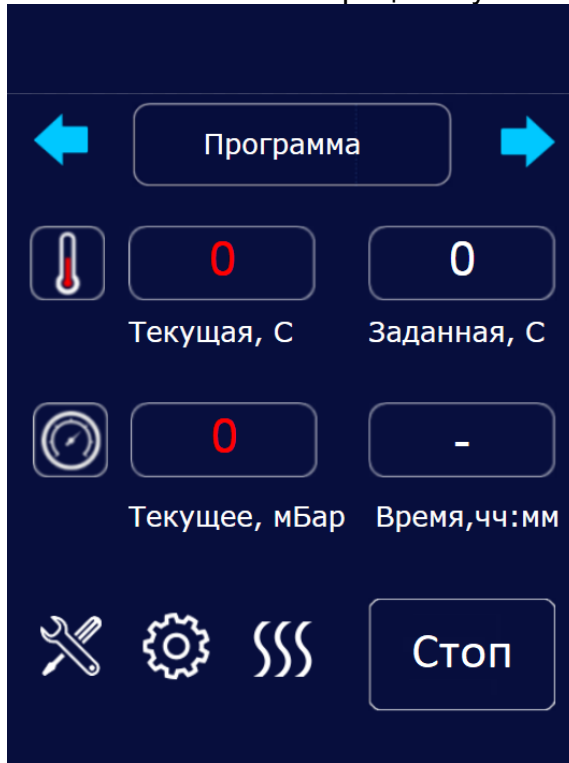 Программа
0 0
Текущая, С Заданная, С
0 -
Текущее, мБар Время,чч:мм
Стоп